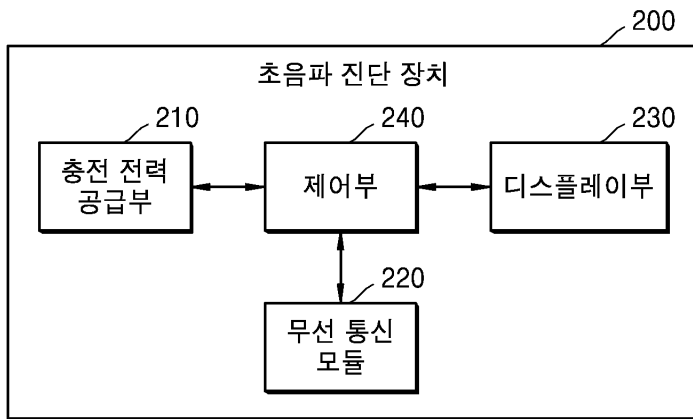 200
초음파 진단 장치
210
240
230
충전 전력
공급부
제어부
디스플레이부
220
무선 통신
모듈